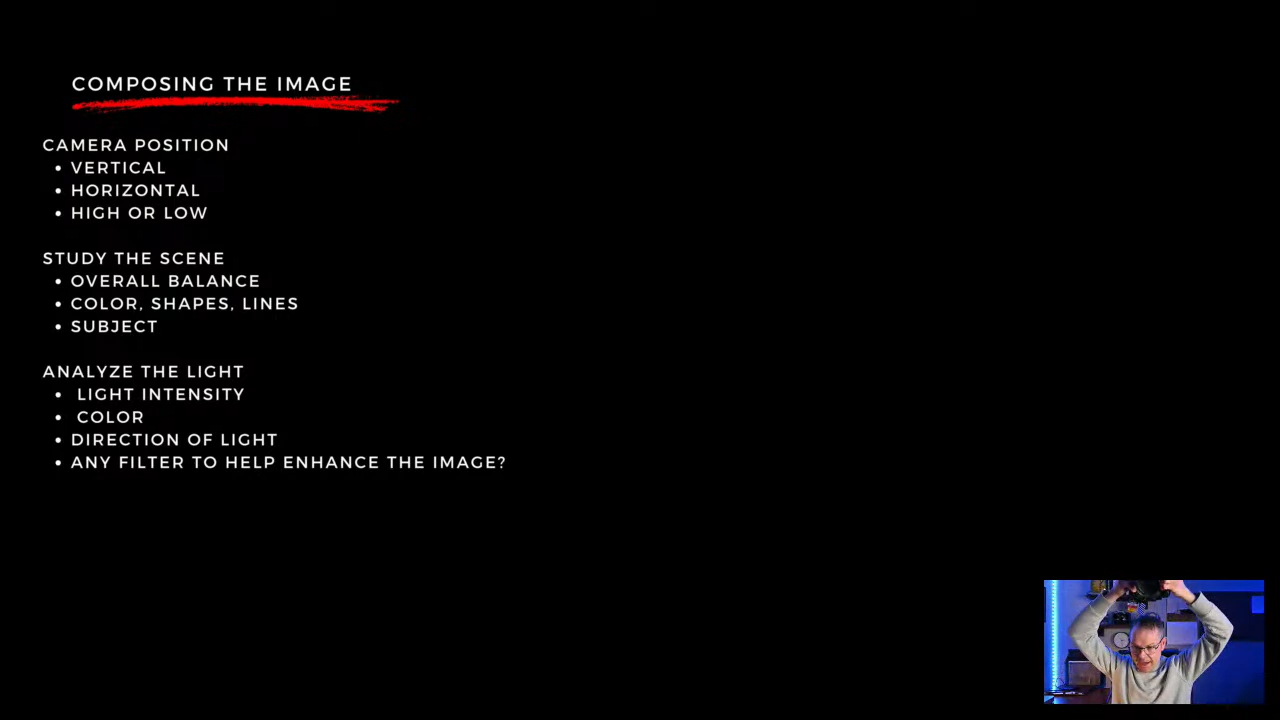 COMPOSING THE IMAGE
CAMERA POSITION
• VERTICAL
• HORIZONTAL
• HIGH OR LOW
STUDY THE SCENE
• OVERALL BALANCE
• COLOR, SHAPES, LINES
• SUBJECT
ANALYZE THE LIGHT
• LIGHT INTENSITY
• COLOR
• DIRECTION OF LIGHT
• ANY FILTER TO HELP ENHANCE THE IMAGE?